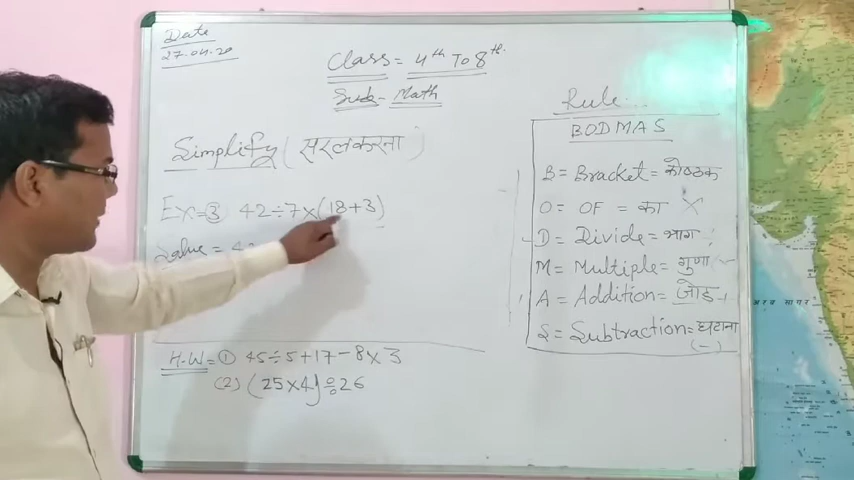 Date
27-04-20
Class = 4th To 8th
Sub - Math
Simplify (सरलकरना)
Ex = 3 42÷7×(18+3)
H.W = ① 45÷5+17-8×3
(2) (25×4)÷26
Rule...
BODMAS
B = Bracket = कोष्ठक
O = OF = का ×
D = Divide = भाग ÷
M = Multiple = गुणा
A = Addition = जोड़ +
S = Subtraction = घटाना
(-)
अरब सागर